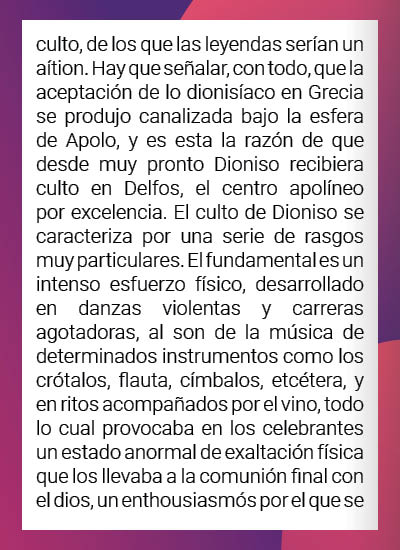 culto, de los que las leyendas serían un
aítion. Hay que señalar, con todo, que la
aceptación de lo dionisíaco en Grecia
se produjo canalizada bajo la esfera
de Apolo, y es esta la razón de que
desde muy pronto Dioniso recibiera
culto en Delfos, el centro apolíneo
por excelencia. El culto de Dioniso se
caracteriza por una serie de rasgos
muy particulares. El fundamental es un
intenso esfuerzo físico, desarrollado
en danzas violentas y carreras
agotadoras, al son de la música de
determinados instrumentos como los
crótalos, flauta, címbalos, etcétera, y
en ritos acompañados por el vino, todo
lo cual provocaba en los celebrantes
un estado anormal de exaltación física
que los llevaba a la comunión final con
el dios, un enthousiasmós por el que se